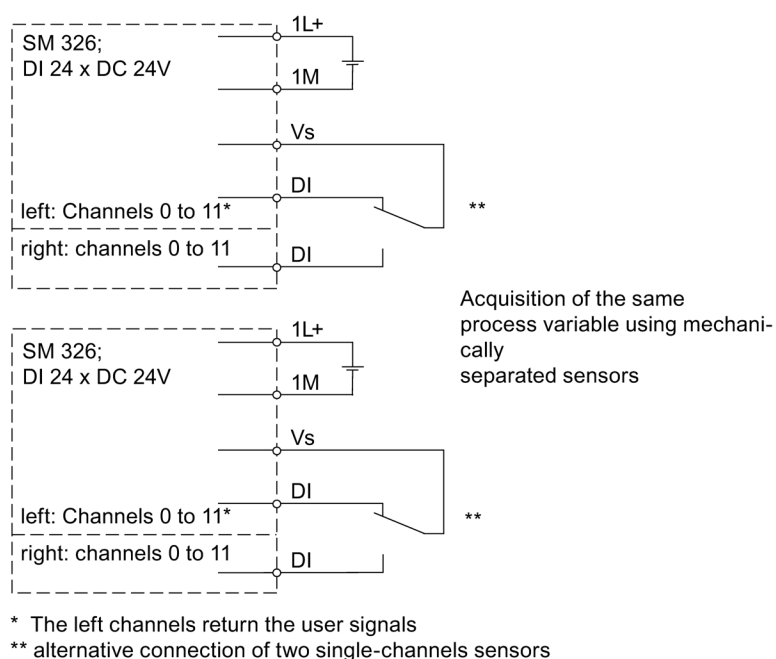 SM 326;
DI 24 x DC 24V
1L+
1M
Vs
DI
left: Channels 0 to 11*
**
right: channels 0 to 11
DI
Acquisition of the same
process variable using mechani-
cally
separated sensors
SM 326;
DI 24 x DC 24V
1L+
1M
Vs
DI
left: Channels 0 to 11*
**
right: channels 0 to 11
DI
* The left channels return the user signals
** alternative connection of two single-channels sensors